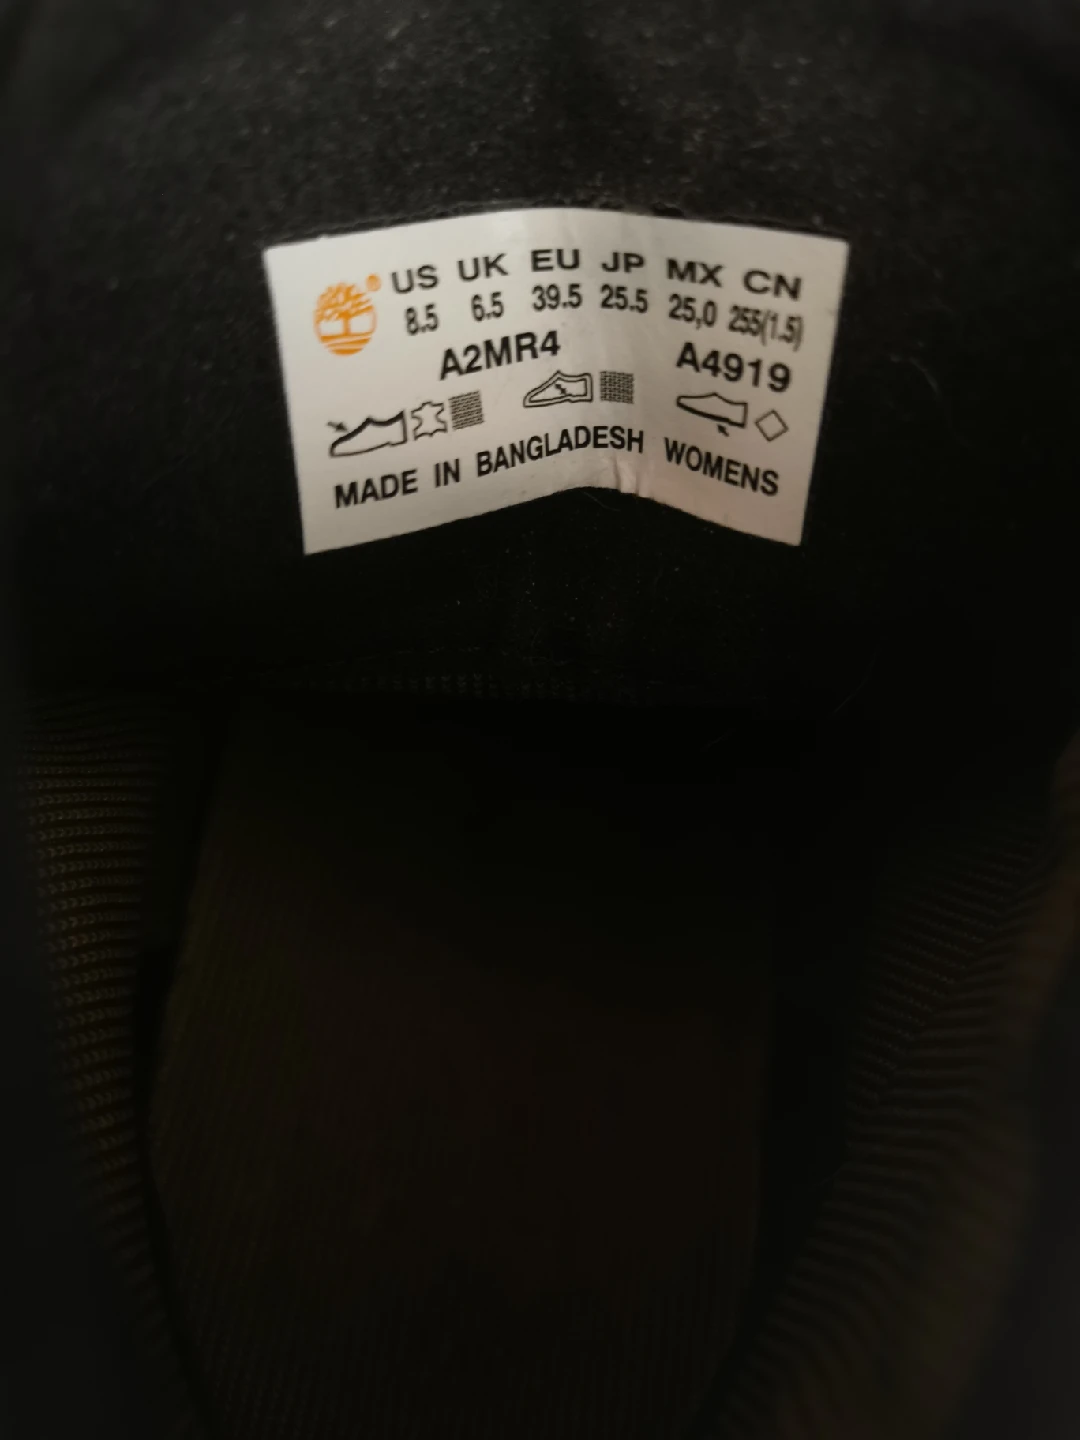 US UK EU JP MX CN
8.5 6.5 39.5 25.5 25,0 255(1.5)
A2MR4 A4919
MADE IN BANGLADESH WOMENS